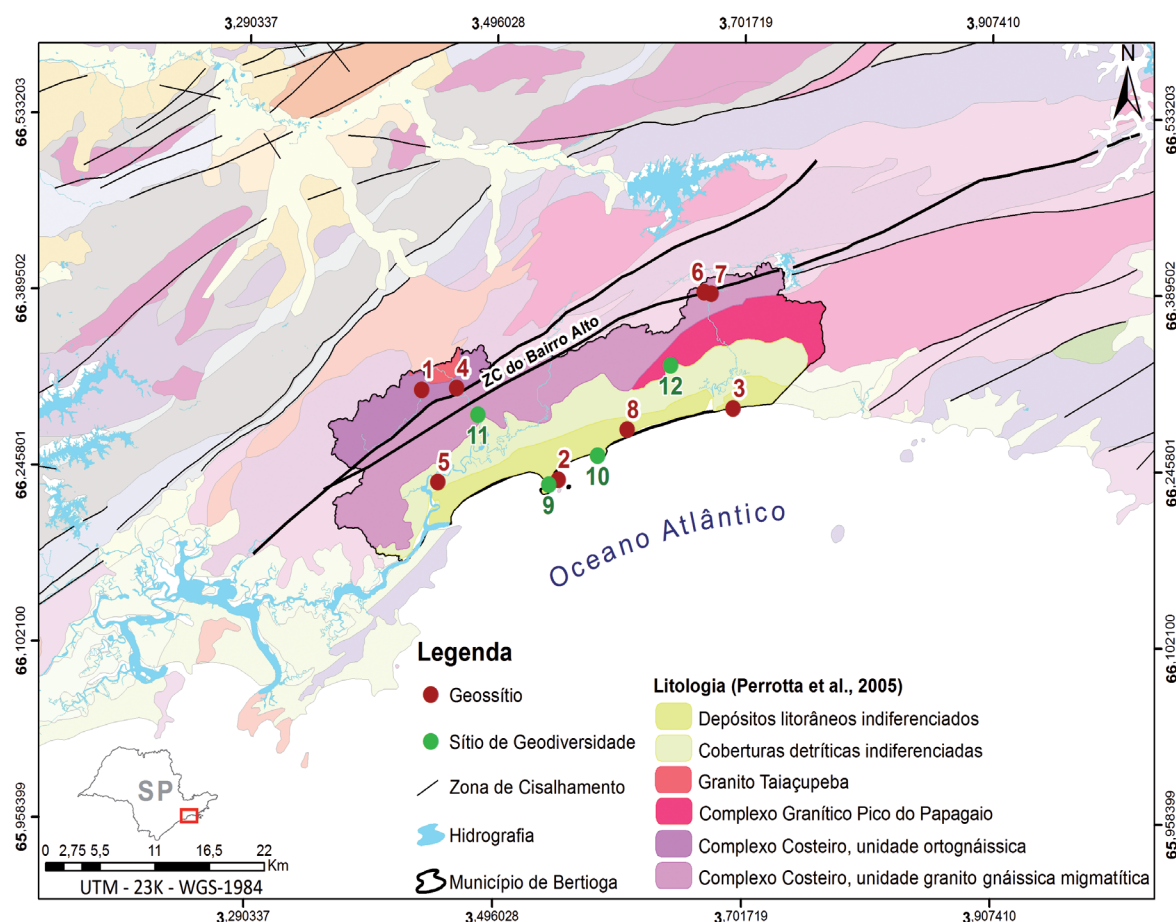 3.290337 3.496028 3.701719 3.907410
N
66.533203 66.533203
66.389502 66.389502
6 7
ZC do Bairro Alto
1 4
12
3
11
8
66.245801 66.245801
5 2 10
9
Oceano Atlântico
66.102100 66.102100
Legenda
Geossítio
Sítio de Geodiversidade
Zona de Cisalhamento
Hidrografia
Município de Bertioga
Litologia (Perrotta et al., 2005)
Depósitos litorâneos indiferenciados
Coberturas detríticas indiferenciadas
Granito Taiaçupeba
Complexo Granítico Pico do Papagaio
Complexo Costeiro, unidade ortognáissica
Complexo Costeiro, unidade granito gnáissica migmatítica
SP
65.958399 65.958399
0 2,75 5,5 11 16,5 22
Km
UTM - 23K - WGS-1984
3.290337 3.496028 3.701719 3.907410